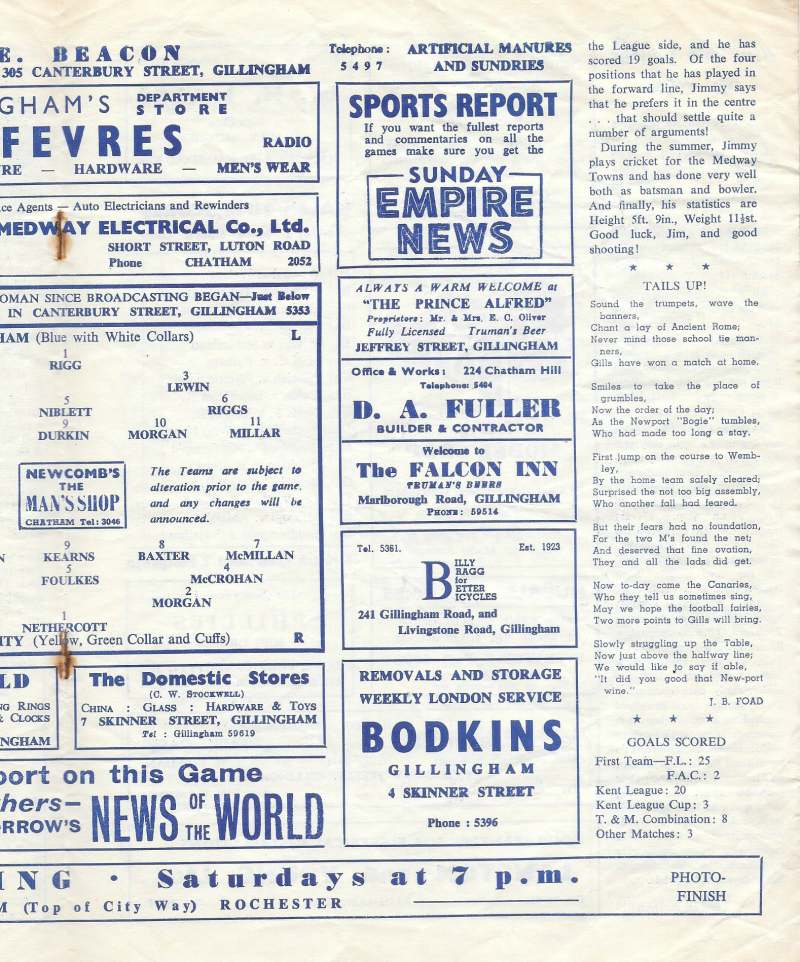 E. BEACON
305 CANTERBURY STREET, GILLINGHAM
Telephone:
5497
ARTIFICIAL MANURES
AND SUNDRIES
GHAM'S DEPARTMENT STORE
FEVRES RADIO
RE — HARDWARE — MEN'S WEAR
ce Agents — Auto Electricians and Rewinders
MEDWAY ELECTRICAL Co., Ltd.
SHORT STREET, LUTON ROAD
Phone CHATHAM 2052
OMAN SINCE BROADCASTING BEGAN—Just Below
IN CANTERBURY STREET, GILLINGHAM 5353
HAM (Blue with White Collars) L
1
RIGG
3
LEWIN
5 6
NIBLETT RIGGS
9 10 11
DURKIN MORGAN MILLAR
NEWCOMB'S
THE
MAN'S SHOP
CHATHAM Tel: 3046
The Teams are subject to
alteration prior to the game,
and any changes will be
announced.
9 8 7
N KEARNS BAXTER McMILLAN
5 4
FOULKES McCROHAN
2
MORGAN
1
NETHERCOTT
ITY (Yellow, Green Collar and Cuffs) R
LD
NG RINGS
& CLOCKS
NGHAM
The Domestic Stores
(C. W. STOCKWELL)
CHINA : GLASS : HARDWARE & TOYS
7 SKINNER STREET, GILLINGHAM
Tel : Gillingham 59619
port on this Game
thers—
ORROW'S NEWS OF THE WORLD
SPORTS REPORT
If you want the fullest reports
and commentaries on all the
games make sure you get the
SUNDAY
EMPIRE
NEWS
ALWAYS A WARM WELCOME at
"THE PRINCE ALFRED"
Proprietors: Mr. & Mrs. E. C. Oliver
Fully Licensed Truman's Beer
JEFFREY STREET, GILLINGHAM
Office & Works: 224 Chatham Hill
Telephone: 5404
D. A. FULLER
BUILDER & CONTRACTOR
Welcome to
The FALCON INN
TRUMAN'S BEERS
Marlborough Road, GILLINGHAM
PHONE: 59514
Tel. 5361. Est. 1923
BILLY
BAGG
for
BETTER
BICYCLES
241 Gillingham Road, and
Livingstone Road, Gillingham
REMOVALS AND STORAGE
WEEKLY LONDON SERVICE
BODKINS
GILLINGHAM
4 SKINNER STREET
Phone : 5396
the League side, and he has
scored 19 goals. Of the four
positions that he has played in
the forward line, Jimmy says
that he prefers it in the centre
. . . that should settle quite a
number of arguments!
During the summer, Jimmy
plays cricket for the Medway
Towns and has done very well
both as batsman and bowler.
And finally, his statistics are
Height 5ft. 9in., Weight 11½st.
Good luck, Jim, and good
shooting!
★ ★ ★
TAILS UP!
Sound the trumpets, wave the
banners,
Chant a lay of Ancient Rome;
Never mind those school tie man-
ners,
Gills have won a match at home.
Smiles to take the place of
grumbles,
Now the order of the day;
As the Newport "Bogie" tumbles,
Who had made too long a stay.
First jump on the course to Wemb-
ley,
By the home team safely cleared;
Surprised the not too big assembly,
Who another fall had feared.
But their fears had no foundation,
For the two M's found the net;
And deserved that fine ovation,
They and all the lads did get.
Now to-day come the Canaries,
Who they tell us sometimes sing,
May we hope the football fairies,
Two more points to Gills will bring.
Slowly struggling up the Table,
Now just above the halfway line;
We would like to say if able,
"It did you good that New-port
wine."
J. B. FOAD
★ ★ ★
GOALS SCORED
First Team—F.L.: 25
F.A.C.: 2
Kent League: 20
Kent League Cup: 3
T. & M. Combination: 8
Other Matches: 3
ING · Saturdays at 7 p.m.
M (Top of City Way) ROCHESTER
PHOTO-
FINISH